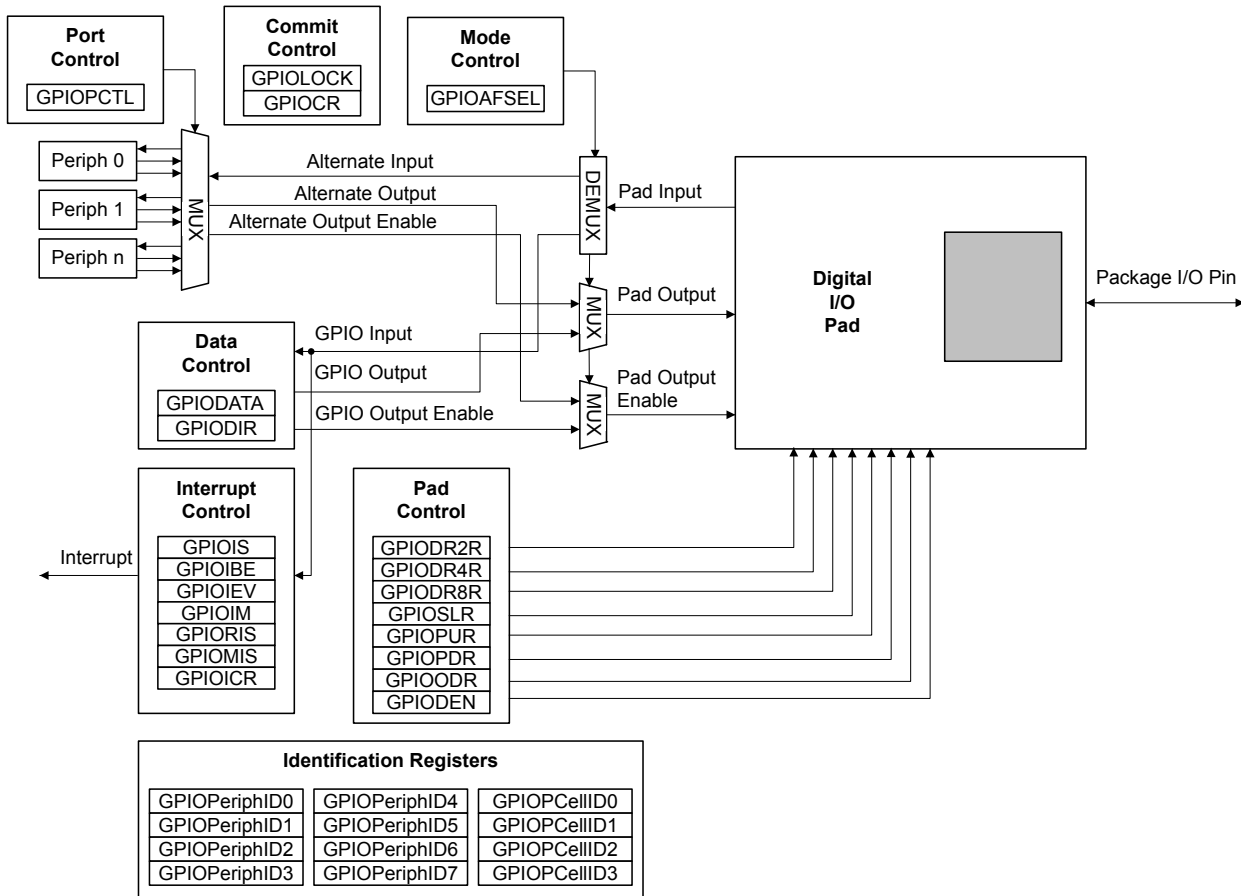 Port
Control
GPIOPCTL
Commit
Control
GPIOLOCK
GPIOCR
Mode
Control
GPIOAFSEL
Periph 0
Periph 1
Periph n
MUX
Alternate Input
Alternate Output
Alternate Output Enable
DEMUX
Pad Input
MUX
Pad Output
MUX
Pad Output
Enable
Digital
I/O
Pad
Package I/O Pin
Data
Control
GPIODATA
GPIODIR
GPIO Input
GPIO Output
GPIO Output Enable
Interrupt
Interrupt
Control
GPIOIS
GPIOIBE
GPIOIEV
GPIOIM
GPIORIS
GPIOMIS
GPIOICR
Pad
Control
GPIODR2R
GPIODR4R
GPIODR8R
GPIOSLR
GPIOPUR
GPIOPDR
GPIOODR
GPIODEN
Identification Registers
GPIOPeriphID0
GPIOPeriphID1
GPIOPeriphID2
GPIOPeriphID3
GPIOPeriphID4
GPIOPeriphID5
GPIOPeriphID6
GPIOPeriphID7
GPIOPCellID0
GPIOPCellID1
GPIOPCellID2
GPIOPCellID3